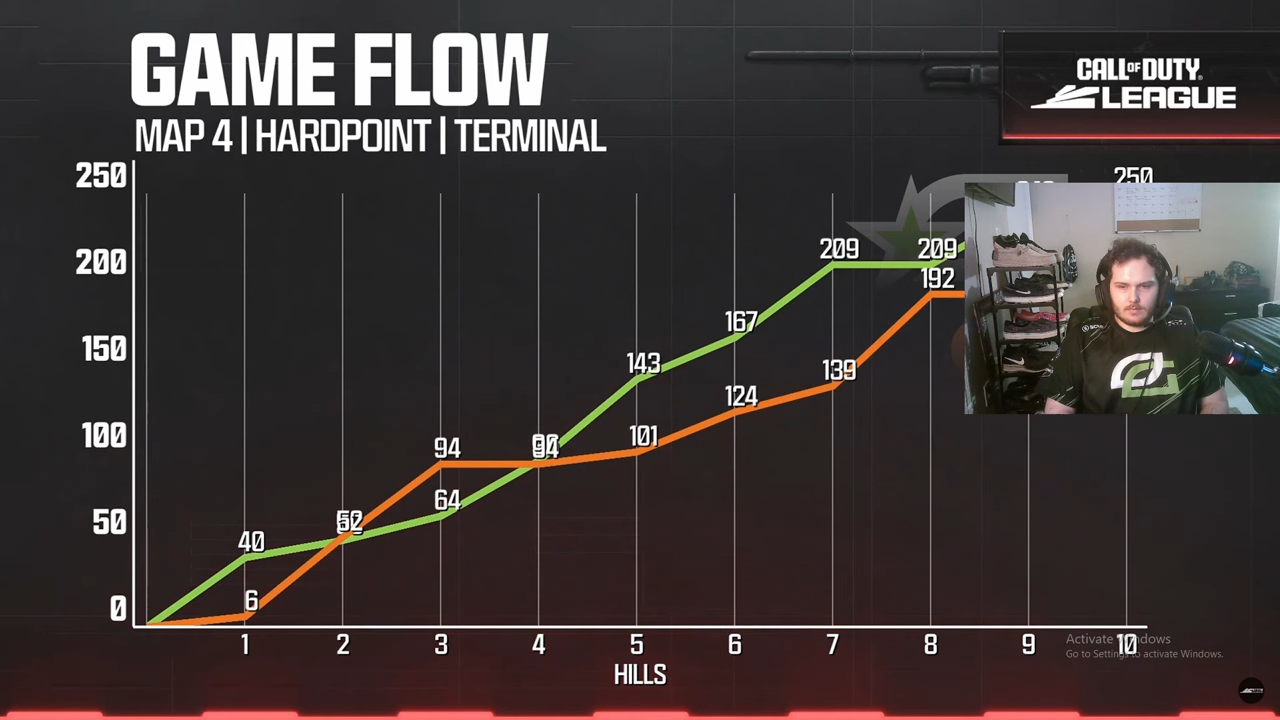 GAME FLOW
CALL OF DUTY
LEAGUE
MAP 4 | HARDPOINT | TERMINAL
250
250
200
209
209
192
150
167
143
139
124
100
94
94
101
50
64
40
52
6
0
1 2 3 4 5 6 7 8 9 10
HILLS
Activate Windows
Go to Settings to activate Windows.